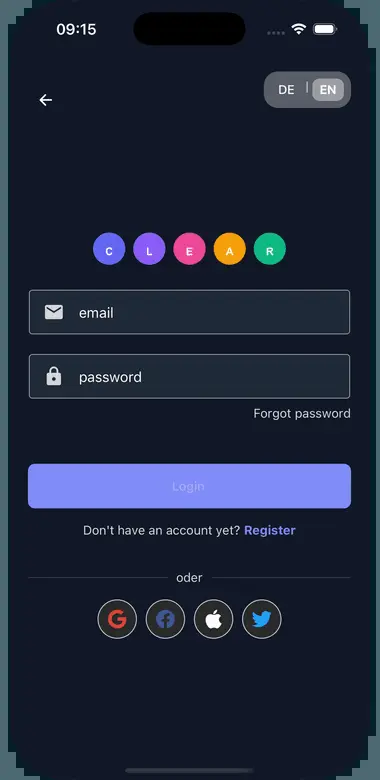 09:15
DE | EN
C L E A R
email
password
Forgot password
Login
Don't have an account yet? Register
oder